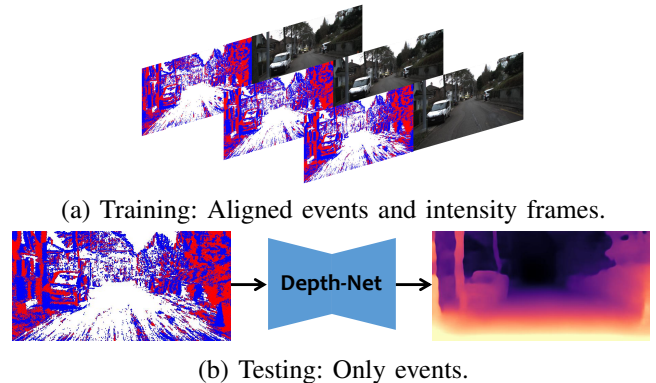 (a) Training: Aligned events and intensity frames.
Depth-Net
(b) Testing: Only events.